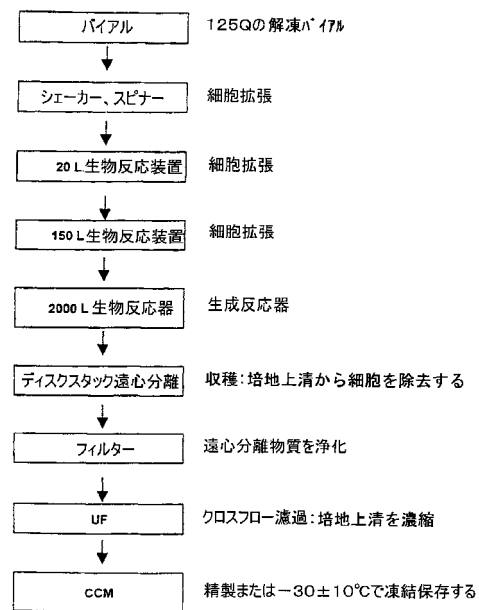 バイアル 125Qの解凍バイアル
シェーカー、スピナー 細胞拡張
20 L生物反応装置 細胞拡張
150 L生物反応装置 細胞拡張
2000 L生物反応器 生成反応器
ディスクスタック遠心分離 収穫:培地上清から細胞を除去する
フィルター 遠心分離物質を浄化
UF クロスフロー濾過:培地上清を濃縮
CCM 精製または-30±10℃で凍結保存する